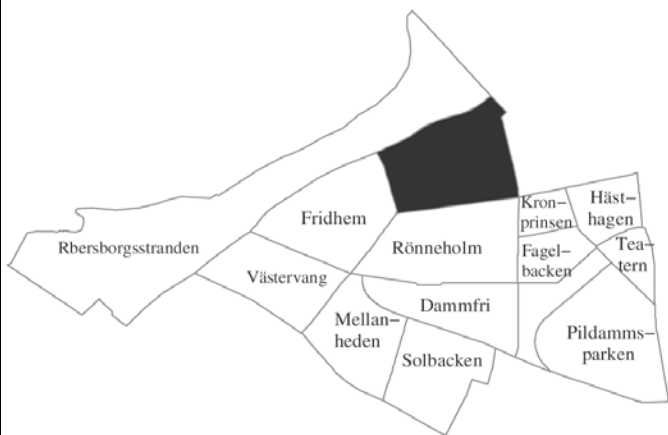 Kron–
prinsen
Häst–
hagen
Fridhem
Rönneholm
Rbersborgsstranden
Fagel–
backen
Tea–
tern
Västervang
Dammfri
Mellan–
heden
Pildamms–
parken
Solbacken